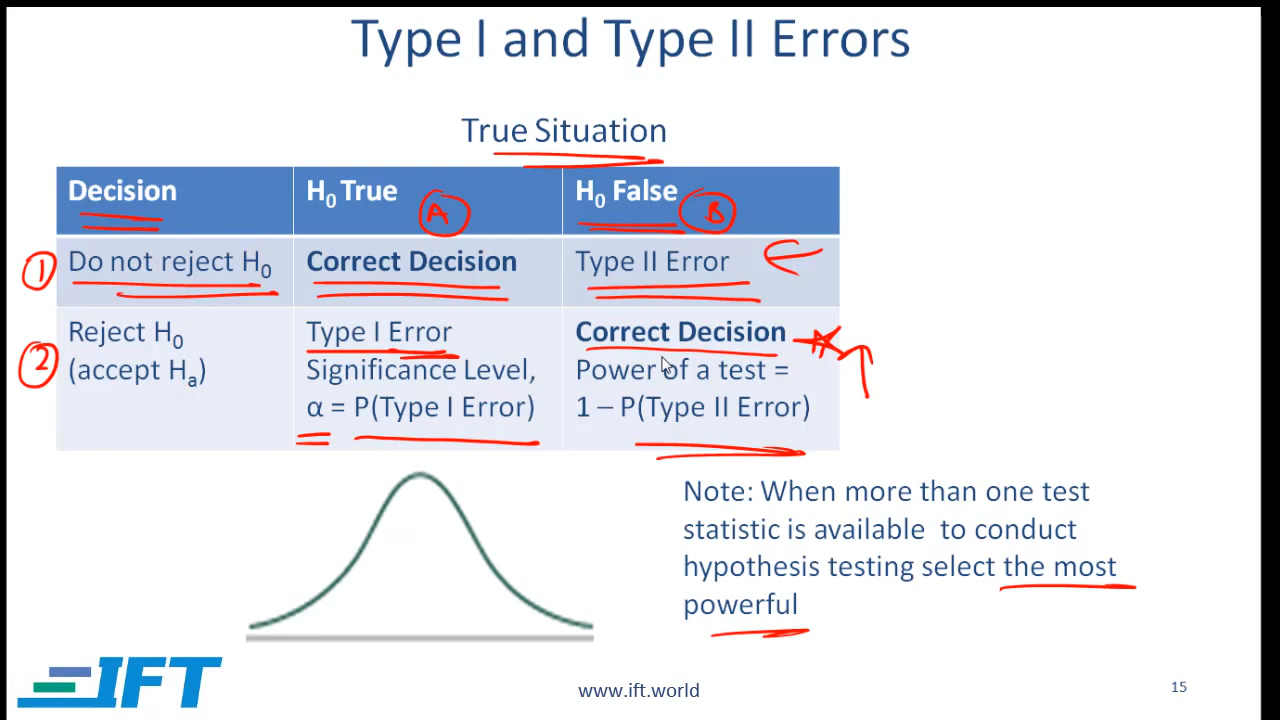 Type I and Type II Errors
True Situation
Decision
H₀ True
A
H₀ False
B
1
Do not reject H₀
Correct Decision
Type II Error
2
Reject H₀
(accept Hₐ)
Type I Error
Significance Level,
α = P(Type I Error)
Correct Decision
Power of a test =
1 – P(Type II Error)
Note: When more than one test
statistic is available to conduct
hypothesis testing select the most
powerful
IFT
www.ift.world
15